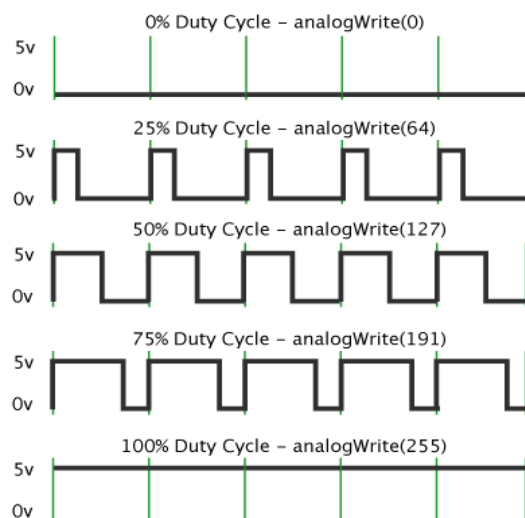 0% Duty Cycle – analogWrite(0)
5v
0v
25% Duty Cycle – analogWrite(64)
5v
0v
50% Duty Cycle – analogWrite(127)
5v
0v
75% Duty Cycle – analogWrite(191)
5v
0v
100% Duty Cycle – analogWrite(255)
5v
0v